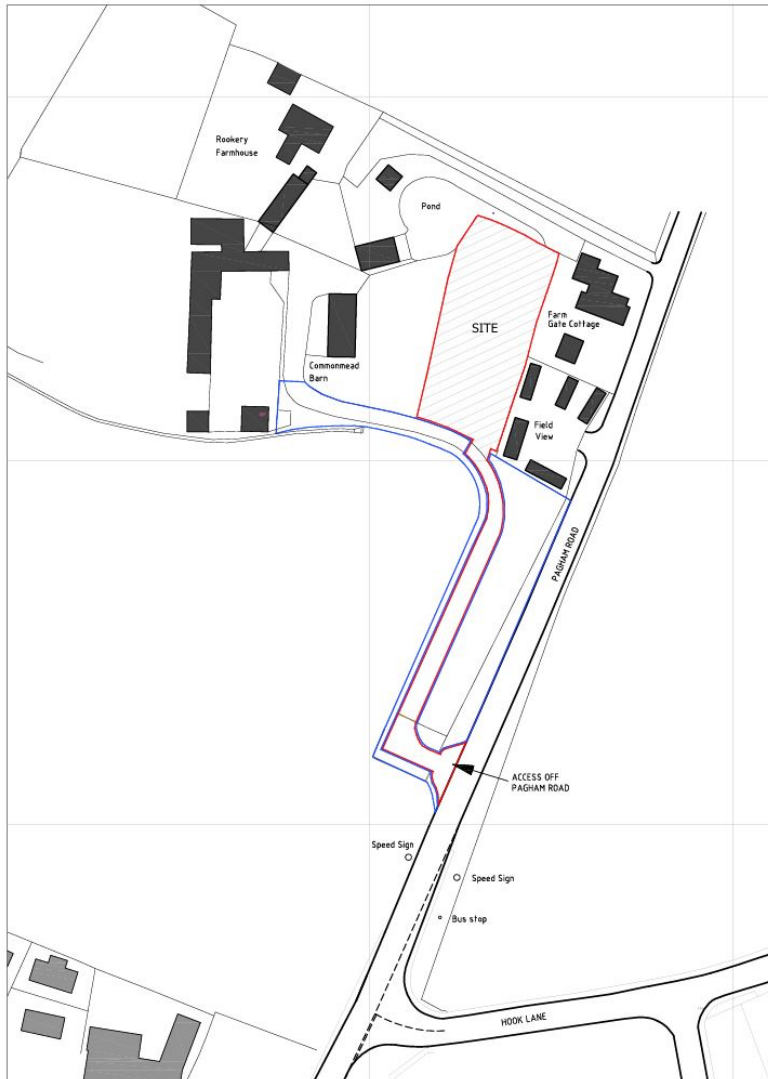 Rookery
Farmhouse
Pond
SITE
Farm
Gate Cottage
Commonmead
Barn
Field
View
PAGHAM ROAD
ACCESS OFF
PAGHAM ROAD
Speed Sign
Speed Sign
Bus stop
HOOK LANE